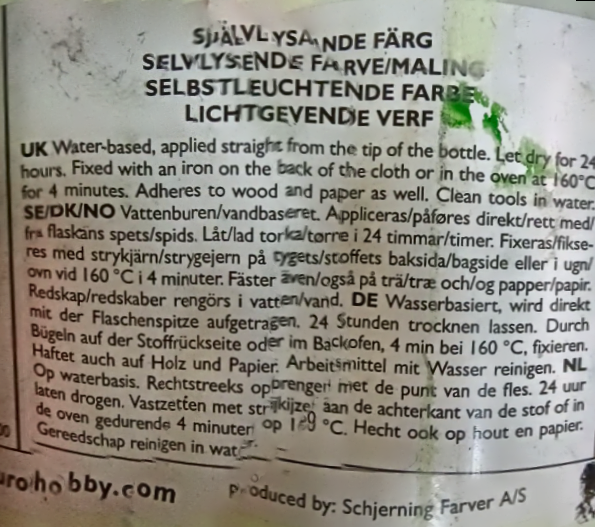 SJÄLVLYSANDE FÄRG
SELVLYSENDE FARVE/MALING
SELBSTLEUCHTENDE FARBE
LICHTGEVENDE VERF
UK Water-based, applied straight from the tip of the bottle. Let dry for 24
hours. Fixed with an iron on the back of the cloth or in the oven at 160°C
for 4 minutes. Adheres to wood and paper as well. Clean tools in water.
SE/DK/NO Vattenburen/vandbaseret. Appliceras/påføres direkt/rett med/
fra flaskans spets/spids. Låt/lad torka/tørre i 24 timmar/timer. Fixeras/fikse-
res med strykjärn/strygejern på tygets/stoffets baksida/bagside eller i ugn/
ovn vid 160 °C i 4 minuter. Fäster även/også på trä/træ och/og papper/papir.
Redskap/redskaber rengörs i vatten/vand. DE Wasserbasiert, wird direkt
mit der Flaschenspitze aufgetragen. 24 Stunden trocknen lassen. Durch
Bügeln auf der Stoffrückseite oder im Backofen, 4 min bei 160 °C, fixieren.
Haftet auch auf Holz und Papier. Arbeitsmittel mit Wasser reinigen. NL
Op waterbasis. Rechtstreeks opbrengen met de punt van de fles. 24 uur
laten drogen. Vastzetten met strijkijzer aan de achterkant van de stof of in
de oven gedurende 4 minuten op °C. Hecht ook op hout en papier.
Gereedschap reinigen in
urohobby.com
Produced by: Schjerning Farver A/S